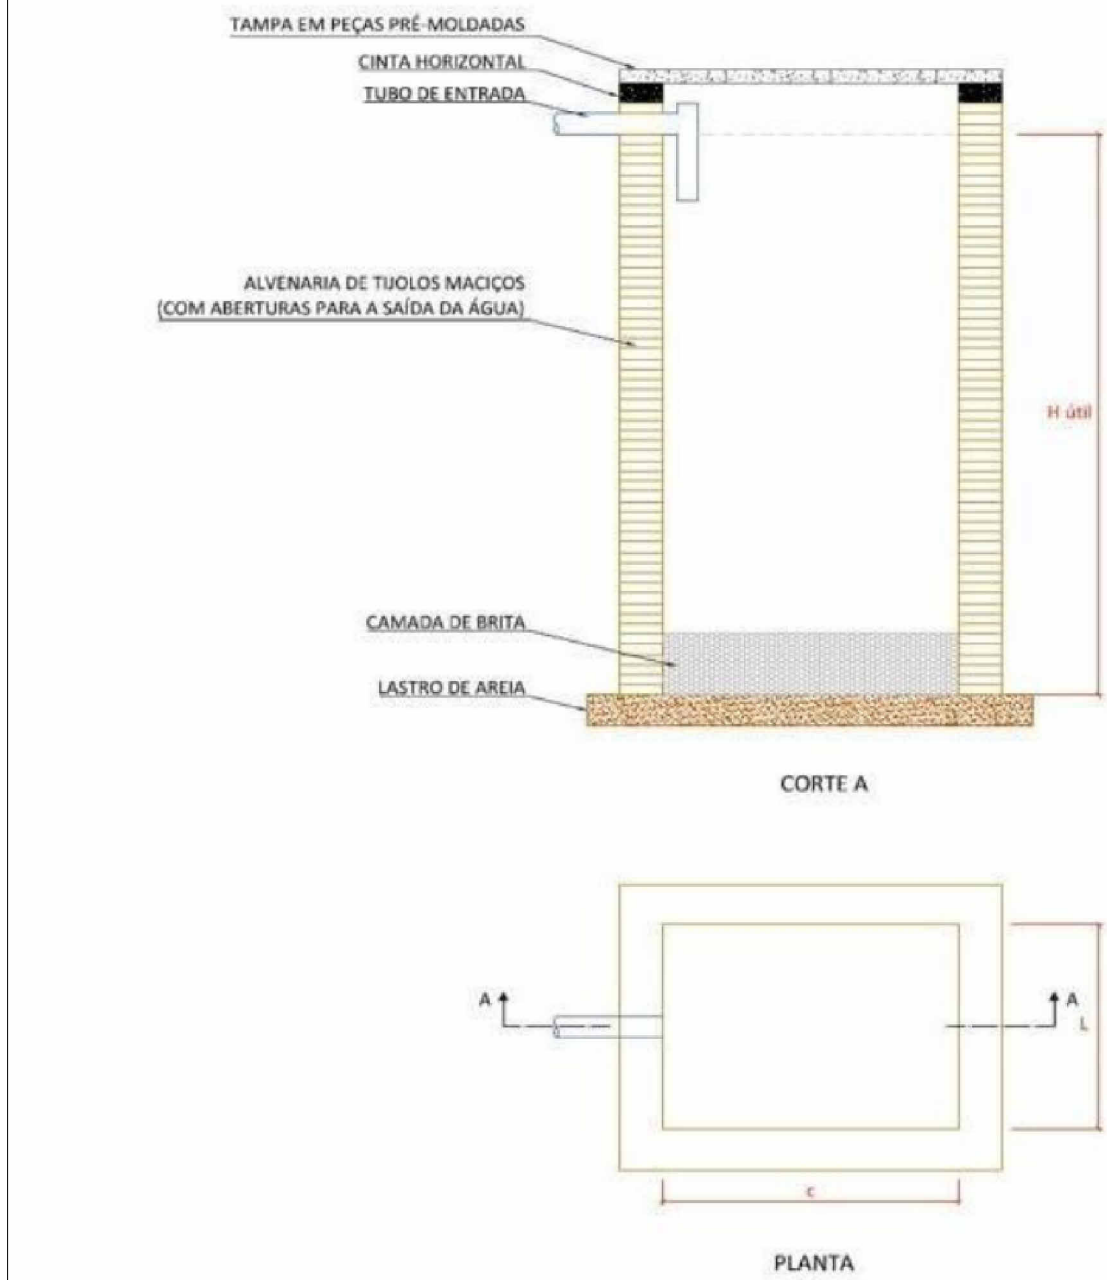 TAMPA EM PEÇAS PRÉ-MOLDADAS
CINTA HORIZONTAL
TUBO DE ENTRADA
ALVENARIA DE TIJOLOS MACIÇOS
(COM ABERTURAS PARA A SAÍDA DA ÁGUA)
H útil
CAMADA DE BRITA
LASTRO DE AREIA
CORTE A
A
A
L
c
PLANTA